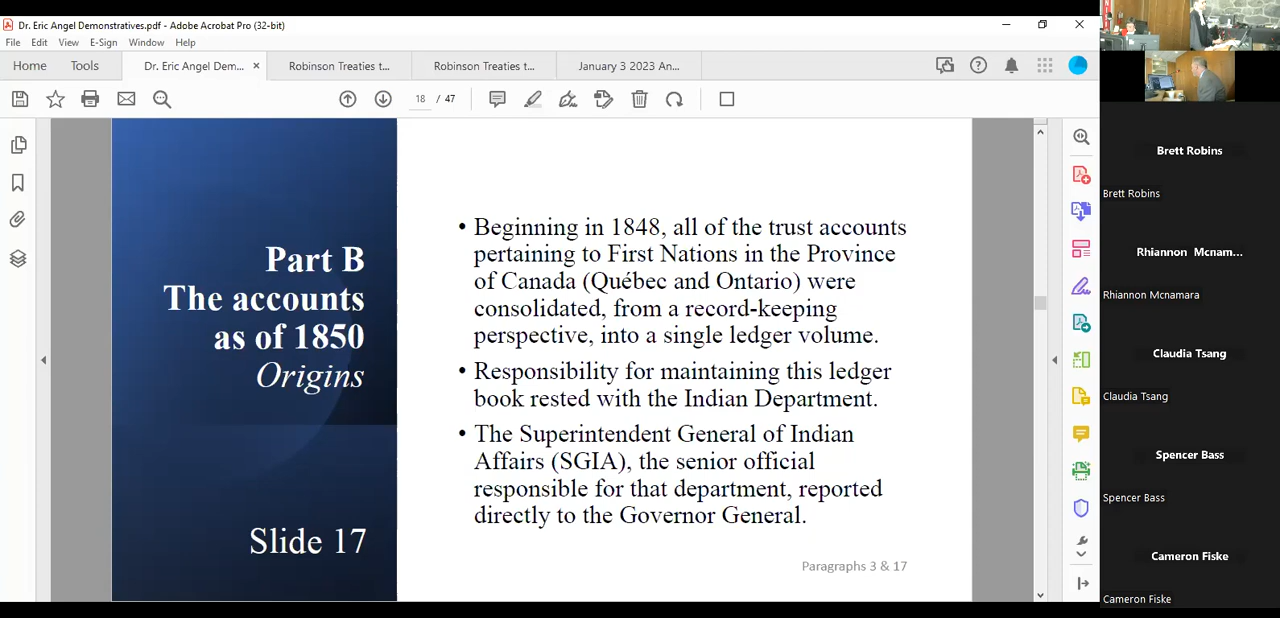 Dr. Eric Angel Demonstratives.pdf - Adobe Acrobat Pro (32-bit)
File Edit View E-Sign Window Help
Home Tools Dr. Eric Angel Dem... × Robinson Treaties t... Robinson Treaties t... January 3 2023 An...
18 / 47
Part B
The accounts
as of 1850
Origins
Slide 17
• Beginning in 1848, all of the trust accounts
pertaining to First Nations in the Province
of Canada (Québec and Ontario) were
consolidated, from a record-keeping
perspective, into a single ledger volume.
• Responsibility for maintaining this ledger
book rested with the Indian Department.
• The Superintendent General of Indian
Affairs (SGIA), the senior official
responsible for that department, reported
directly to the Governor General.
Paragraphs 3 & 17
Brett Robins
Brett Robins
Rhiannon Mcnam...
Rhiannon Mcnamara
Claudia Tsang
Claudia Tsang
Spencer Bass
Spencer Bass
Cameron Fiske
Cameron Fiske